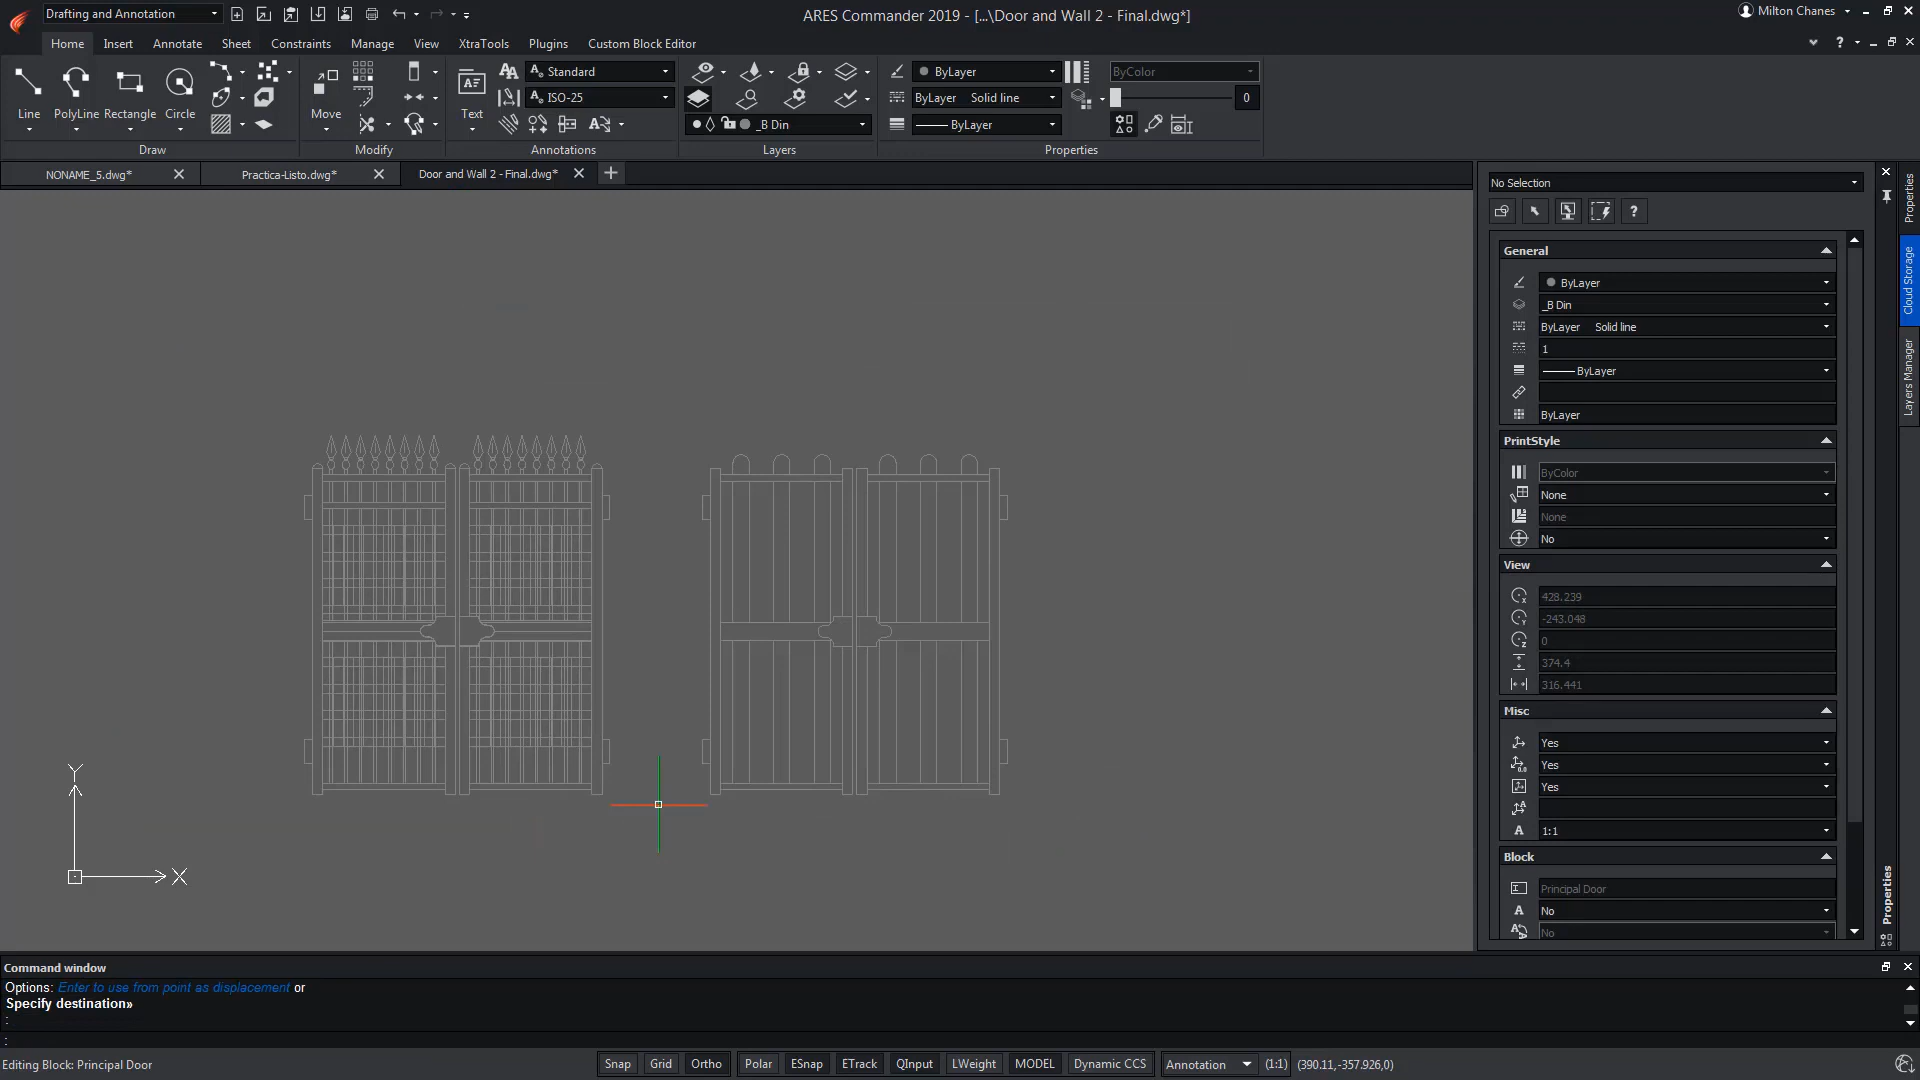 Drafting and Annotation
ARES Commander 2019 - [...\Door and Wall 2 - Final.dwg*]
Milton Chanes
Home Insert Annotate Sheet Constraints Manage View XtraTools Plugins Custom Block Editor
Standard
ByLayer
ByColor
ISO-25
ByLayer Solid line
0
Line PolyLine Rectangle Circle Move Text
_B Din
ByLayer
Draw Modify Annotations Layers Properties
NONAME_5.dwg* Practica-Listo.dwg* Door and Wall 2 - Final.dwg*
No Selection
General
ByLayer
_B Din
ByLayer Solid line
1
ByLayer
ByLayer
PrintStyle
ByColor
None
None
No
View
428.239
-243.048
0
374.4
316.441
Misc
Yes
Yes
Yes
1:1
Block
Principal Door
No
No
Properties
Cloud Storage
Layers Manager
Properties
Y
X
Command window
Options: Enter to use from point as displacement or
Specify destination»
:
:
Editing Block: Principal Door
Snap Grid Ortho Polar ESnap ETrack QInput LWeight MODEL Dynamic CCS Annotation (1:1) (390.11,-357.926,0)